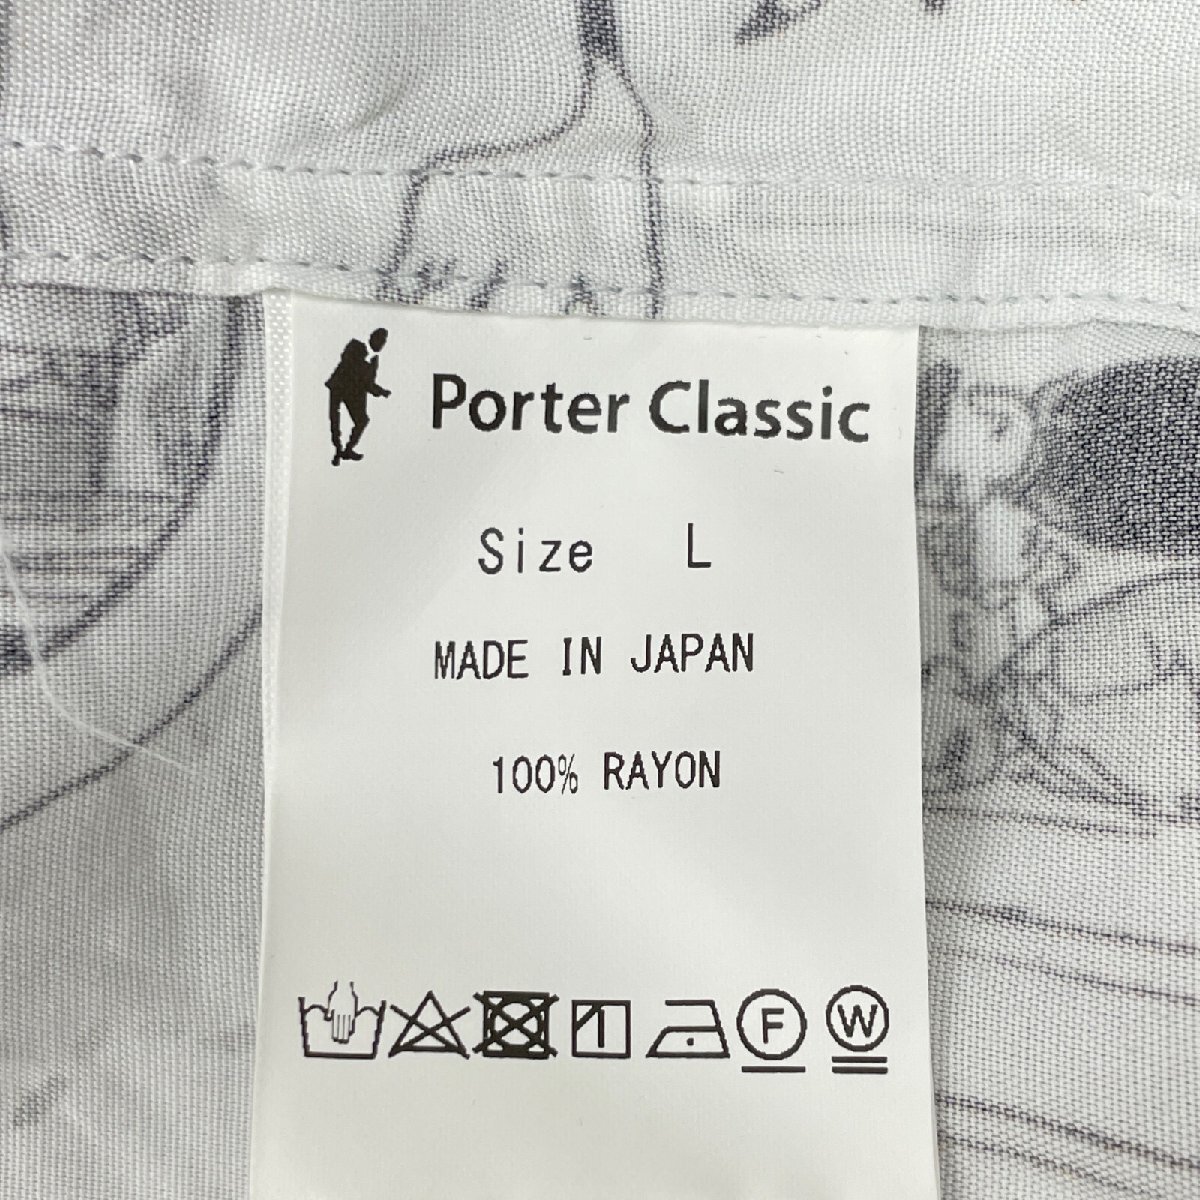 Porter Classic
Size L
MADE IN JAPAN
100% RAYON
F W